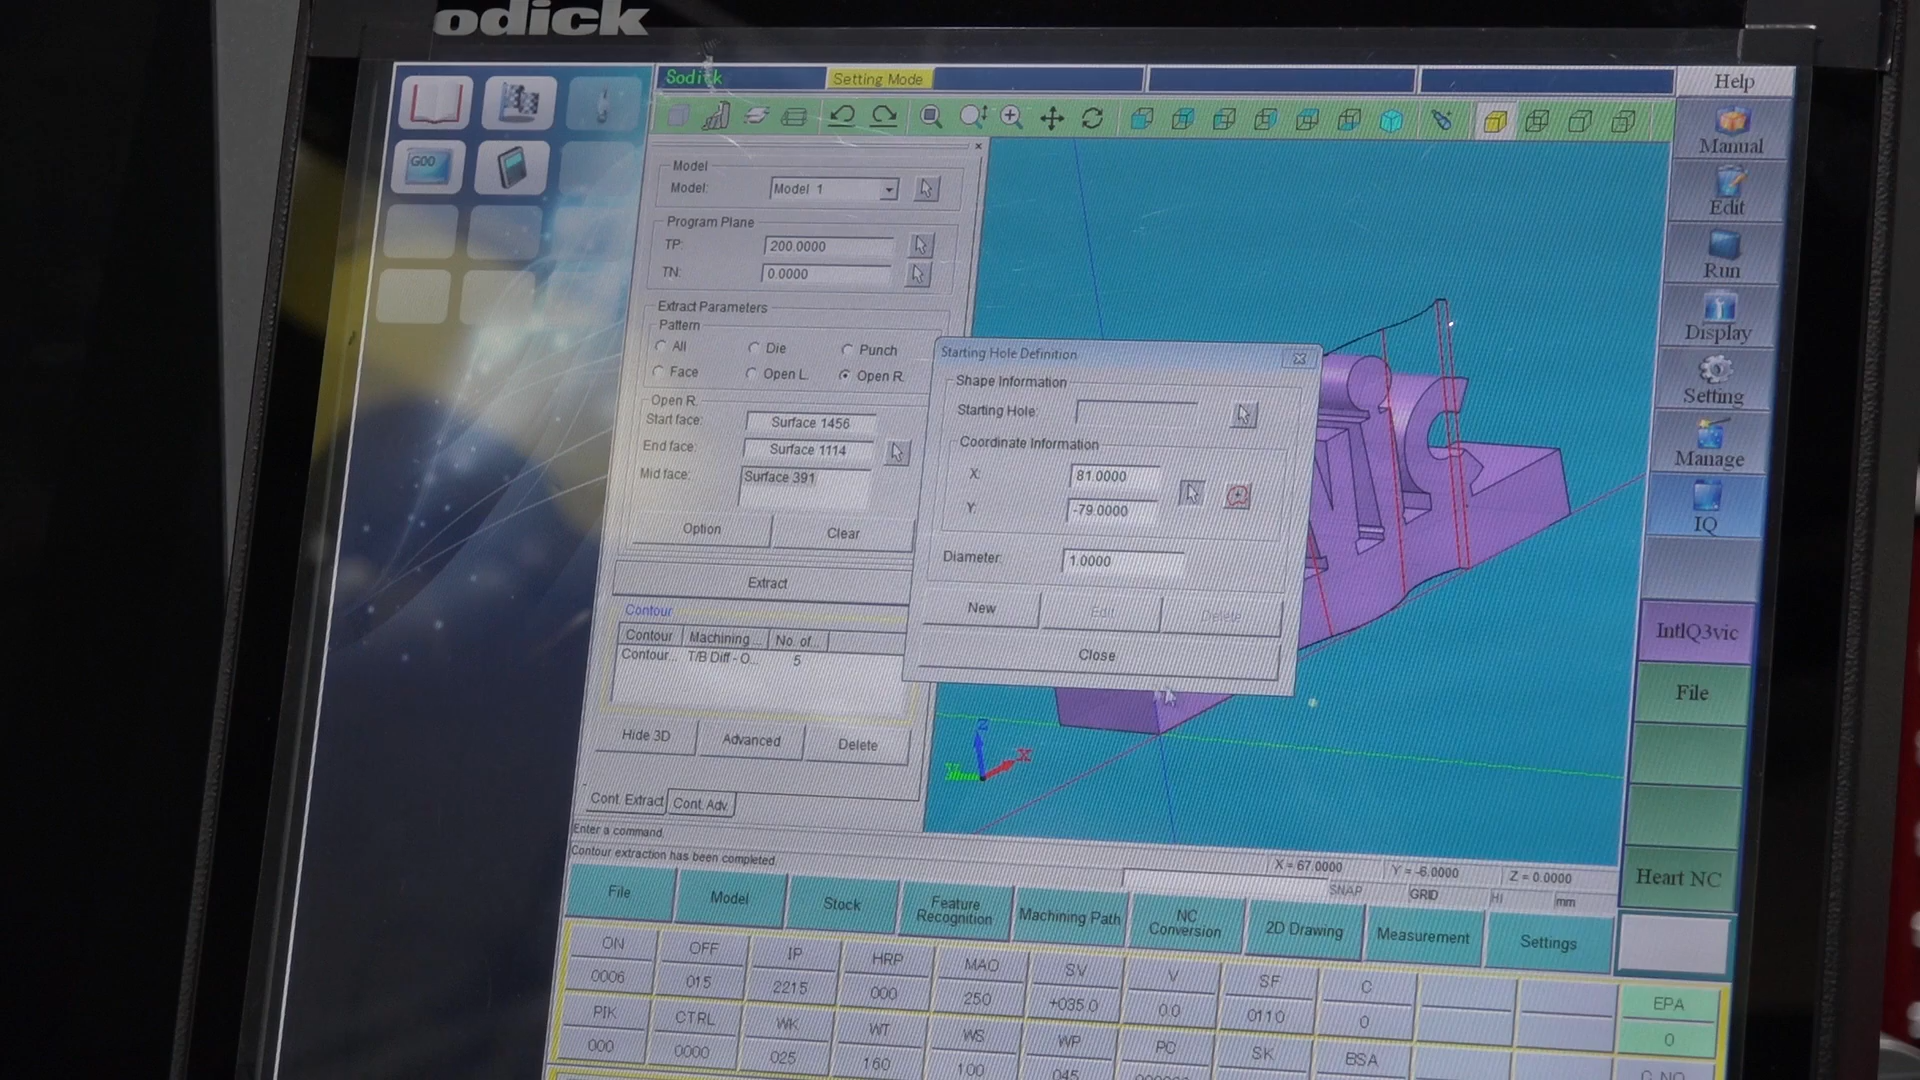 odick
Sodick
Setting Mode
Help
Manual
Edit
Run
Display
Setting
Manage
IQ
IntlQ3vic
File
Heart NC
G00
Model
Model: Model 1
Program Plane
TP: 200.0000
TN: 0.0000
Extract Parameters
Pattern
All Die Punch
Face Open L. Open R.
Open R.
Start face: Surface 1456
End face: Surface 1114
Mid face: Surface 391
Option Clear
Extract
Contour
Contour Machining... No. of...
Contour... T/B Diff - O... 5
Hide 3D Advanced Delete
Cont. Extract Cont. Adv.
Starting Hole Definition
Shape Information
Starting Hole:
Coordinate Information
X: 81.0000
Y: -79.0000
Diameter: 1.0000
New Edit Delete
Close
Z
X
Enter a command.
Contour extraction has been completed.
X = 67.0000 Y = -6.0000 Z = 0.0000
SNAP GRID HI mm
File Model Stock Feature Recognition Machining Path NC Conversion 2D Drawing Measurement Settings
ON OFF IP HRP MAO SV V SF C
0006 015 2215 000 250 +035.0 0.0 0110 0
EPA
0
PIK CTRL WK WT WS WP PC SK BSA
000 0000 025 160 100 045
C.NO